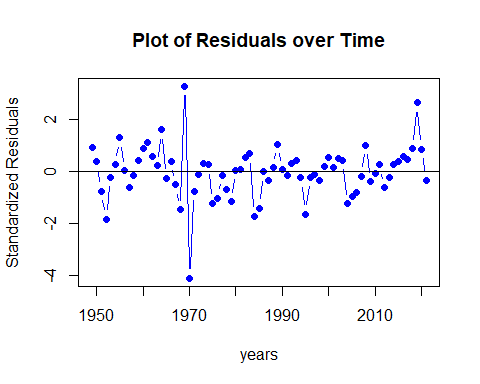 Plot of Residuals over Time
Standardized Residuals
2
0
-2
-4
1950 1970 1990 2010
years